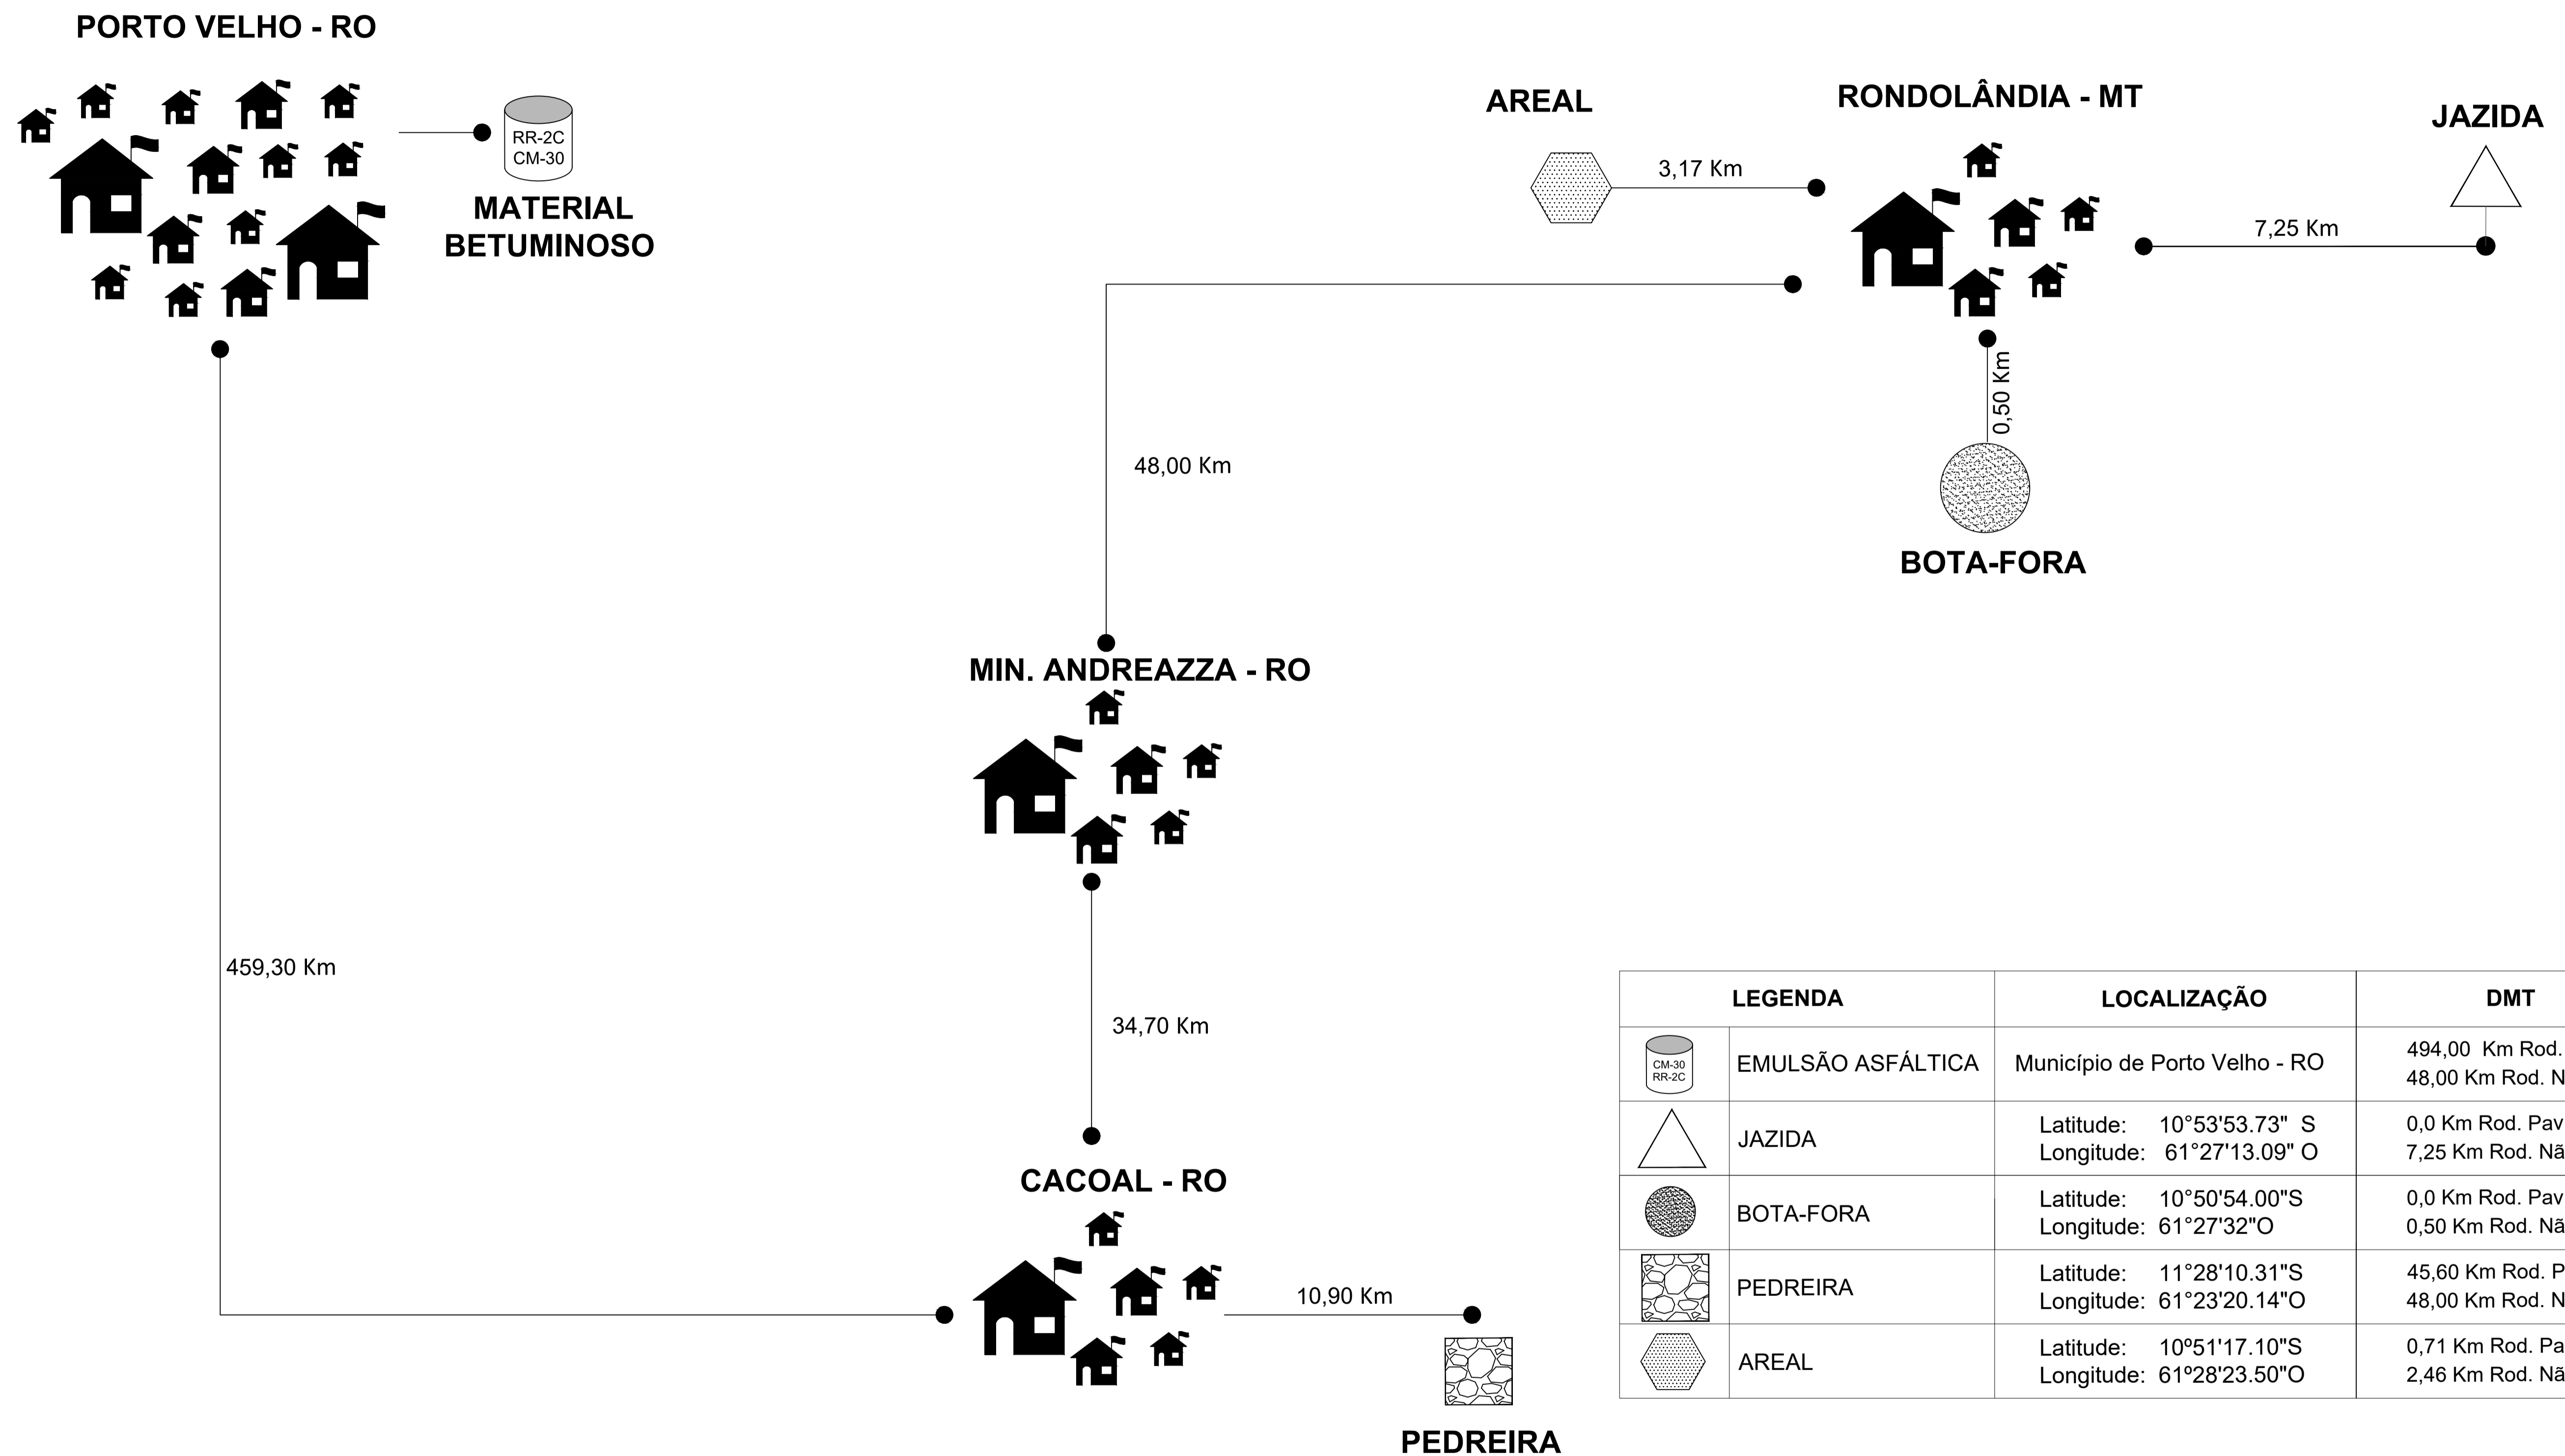 PORTO VELHO - RO
RR-2C
CM-30
MATERIAL
BETUMINOSO
AREAL
3,17 Km
RONDOLÂNDIA - MT
JAZIDA
7,25 Km
0,50 Km
BOTA-FORA
48,00 Km
MIN. ANDREAZZA - RO
459,30 Km
34,70 Km
CACOAL - RO
10,90 Km
PEDREIRA
LEGENDA LOCALIZAÇÃO DMT
CM-30
RR-2C
EMULSÃO ASFÁLTICA
Município de Porto Velho - RO
494,00 Km Rod.
48,00 Km Rod. N
JAZIDA
Latitude: 10°53'53.73" S
Longitude: 61°27'13.09" O
0,0 Km Rod. Pav
7,25 Km Rod. Nã
BOTA-FORA
Latitude: 10°50'54.00"S
Longitude: 61°27'32"O
0,0 Km Rod. Pav
0,50 Km Rod. Nã
PEDREIRA
Latitude: 11°28'10.31"S
Longitude: 61°23'20.14"O
45,60 Km Rod. P
48,00 Km Rod. N
AREAL
Latitude: 10º51'17.10"S
Longitude: 61º28'23.50"O
0,71 Km Rod. Pa
2,46 Km Rod. Nã